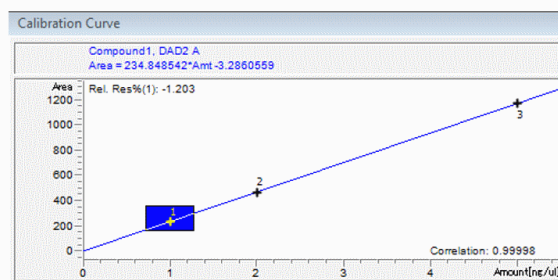 Calibration Curve
Compound1, DAD2 A
Area = 234.848542*Amt -3.2860559
Area
Rel. Res%(1): -1.203
1200
1000
800
600
400
200
0
1
2
3
Correlation: 0.99998
0
1
2
3
4
Amount[ng/ul